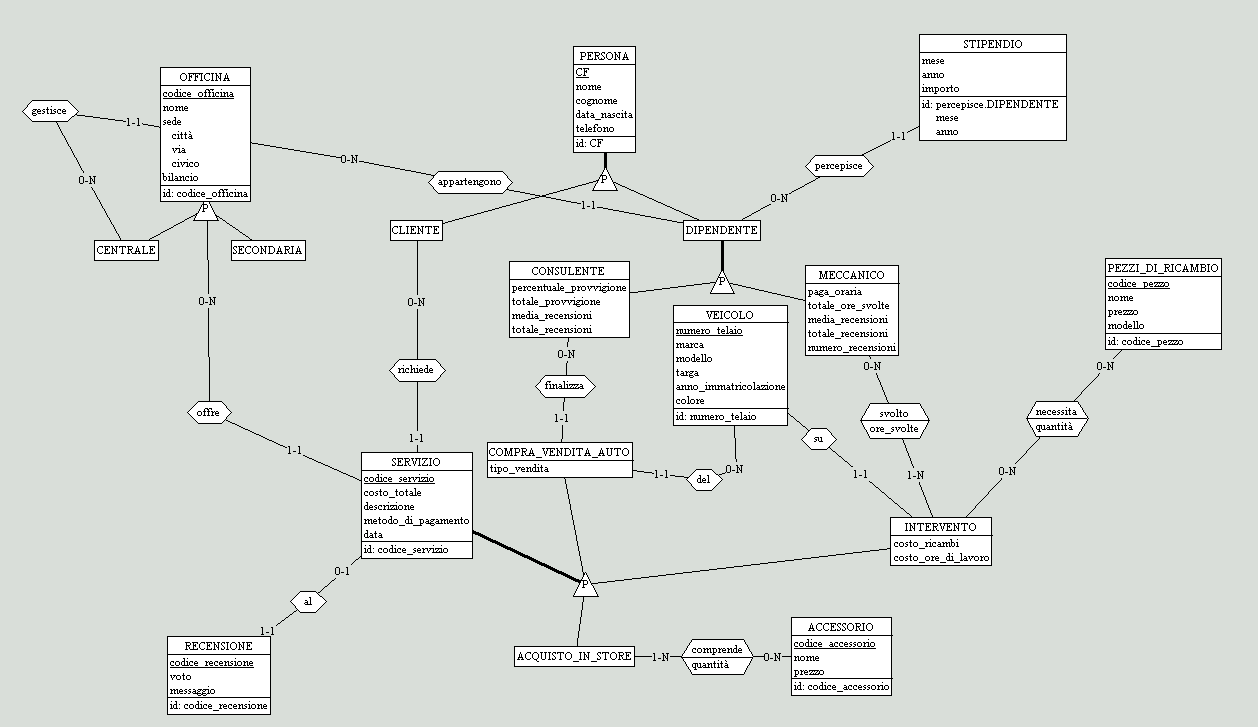 OFFICINA
codice_officina
nome
sede
città
via
civico
bilancio
id: codice_officina
P
gestisce
1-1
0-N
CENTRALE
SECONDARIA
PERSONA
CF
nome
cognome
data_nascita
telefono
id: CF
P
STIPENDIO
mese
anno
importo
id: percepisce.DIPENDENTE
mese
anno
1-1
percepisce
0-N
0-N
appartengono
1-1
CLIENTE
DIPENDENTE
P
CONSULENTE
percentuale_provvigione
totale_provvigione
media_recensioni
totale_recensioni
MECCANICO
paga_oraria
totale_ore_svolte
media_recensioni
totale_recensioni
numero_recensioni
PEZZI_DI_RICAMBIO
codice_pezzo
nome
prezzo
modello
id: codice_pezzo
VEICOLO
numero_telaio
marca
modello
targa
anno_immatricolazione
colore
id: numero_telaio
0-N
0-N
richiede
1-1
0-N
finalizza
1-1
0-N
svolto
ore_svolte
1-N
0-N
necessita
quantità
0-N
offre
1-1
su
1-1
COMPRA_VENDITA_AUTO
tipo_vendita
1-1
del
0-N
SERVIZIO
codice_servizio
costo_totale
descrizione
metodo_di_pagamento
data
id: codice_servizio
INTERVENTO
costo_ricambi
costo_ore_di_lavoro
P
0-1
al
1-1
RECENSIONE
codice_recensione
voto
messaggio
id: codice_recensione
ACQUISTO_IN_STORE
1-N
comprende
quantità
0-N
ACCESSORIO
codice_accessorio
nome
prezzo
id: codice_accessorio